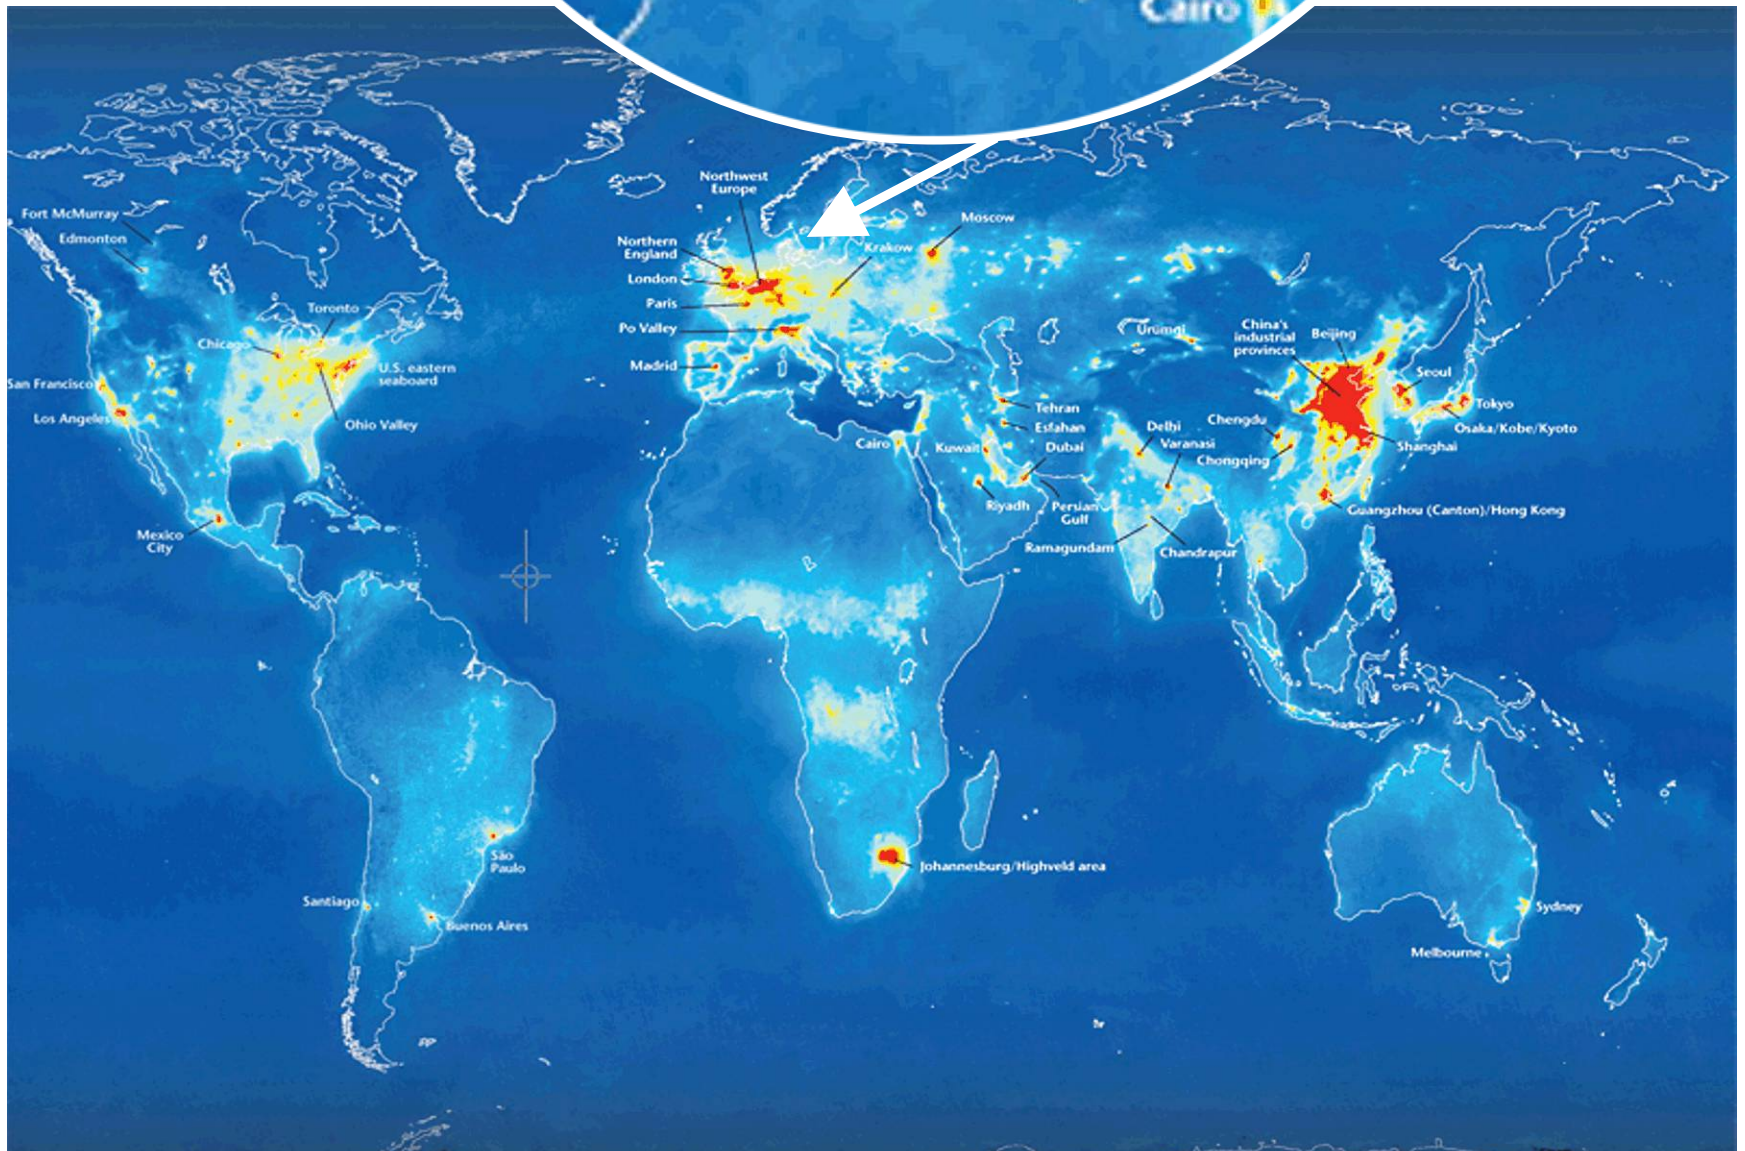 Cairo
Northwest
Europe
Fort McMurray
Edmonton
Moscow
Northern
England
Krakow
London
Paris
Toronto
Po Valley
Chicago
Urumqi
China's
industrial
provinces
Beijing
Madrid
U.S. eastern
seaboard
Seoul
San Francisco
Los Angeles
Ohio Valley
Tehran
Esfahan
Tokyo
Osaka/Kobe/Kyoto
Cairo
Kuwait
Dubai
Delhi
Varanasi
Chengdu
Chongqing
Shanghai
Riyadh
Persian
Gulf
Guangzhou (Canton)/Hong Kong
Mexico
City
Ramagundam
Chandrapur
São
Paulo
Johannesburg/Highveld area
Santiago
Buenos Aires
Sydney
Melbourne